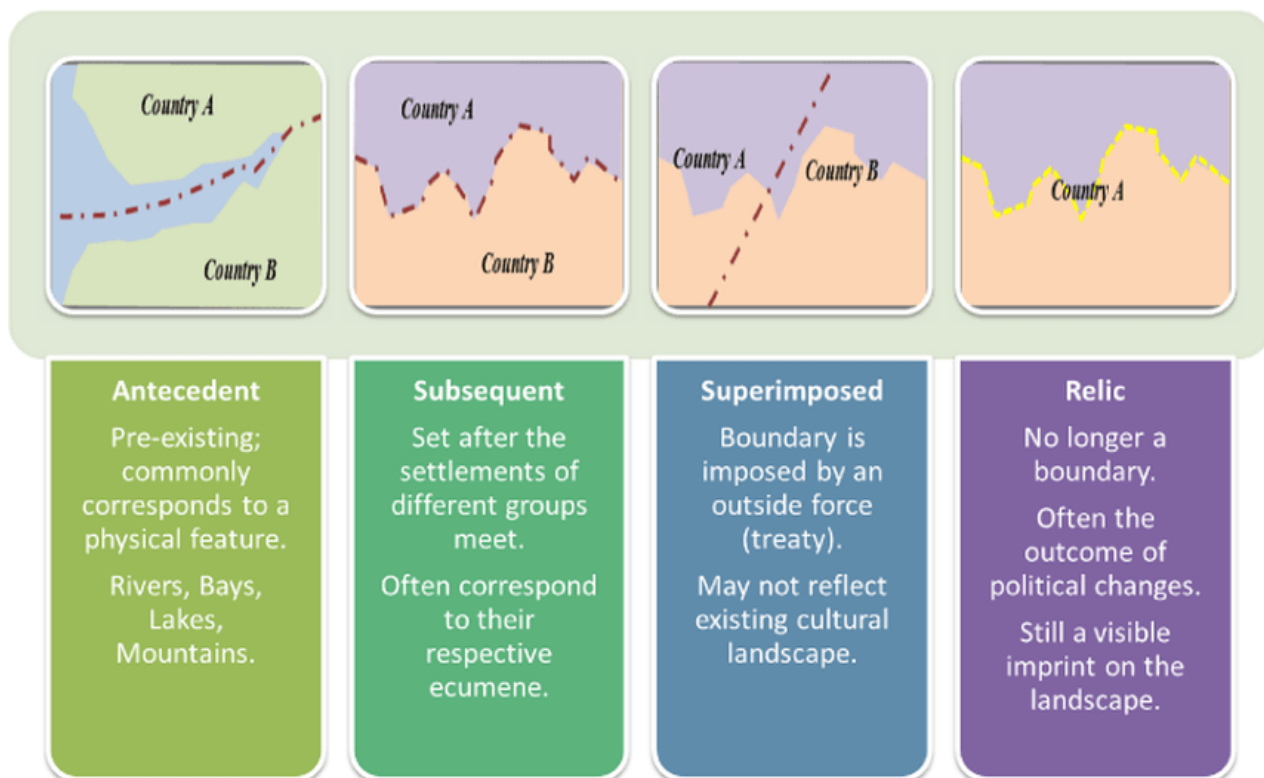 Country A
Country B
Country A
Country B
Country A
Country B
Country A
Antecedent
Pre-existing;
commonly
corresponds to a
physical feature.
Rivers, Bays,
Lakes,
Mountains.
Subsequent
Set after the
settlements of
different groups
meet.
Often correspond
to their
respective
ecumene.
Superimposed
Boundary is
imposed by an
outside force
(treaty).
May not reflect
existing cultural
landscape.
Relic
No longer a
boundary.
Often the
outcome of
political changes.
Still a visible
imprint on the
landscape.